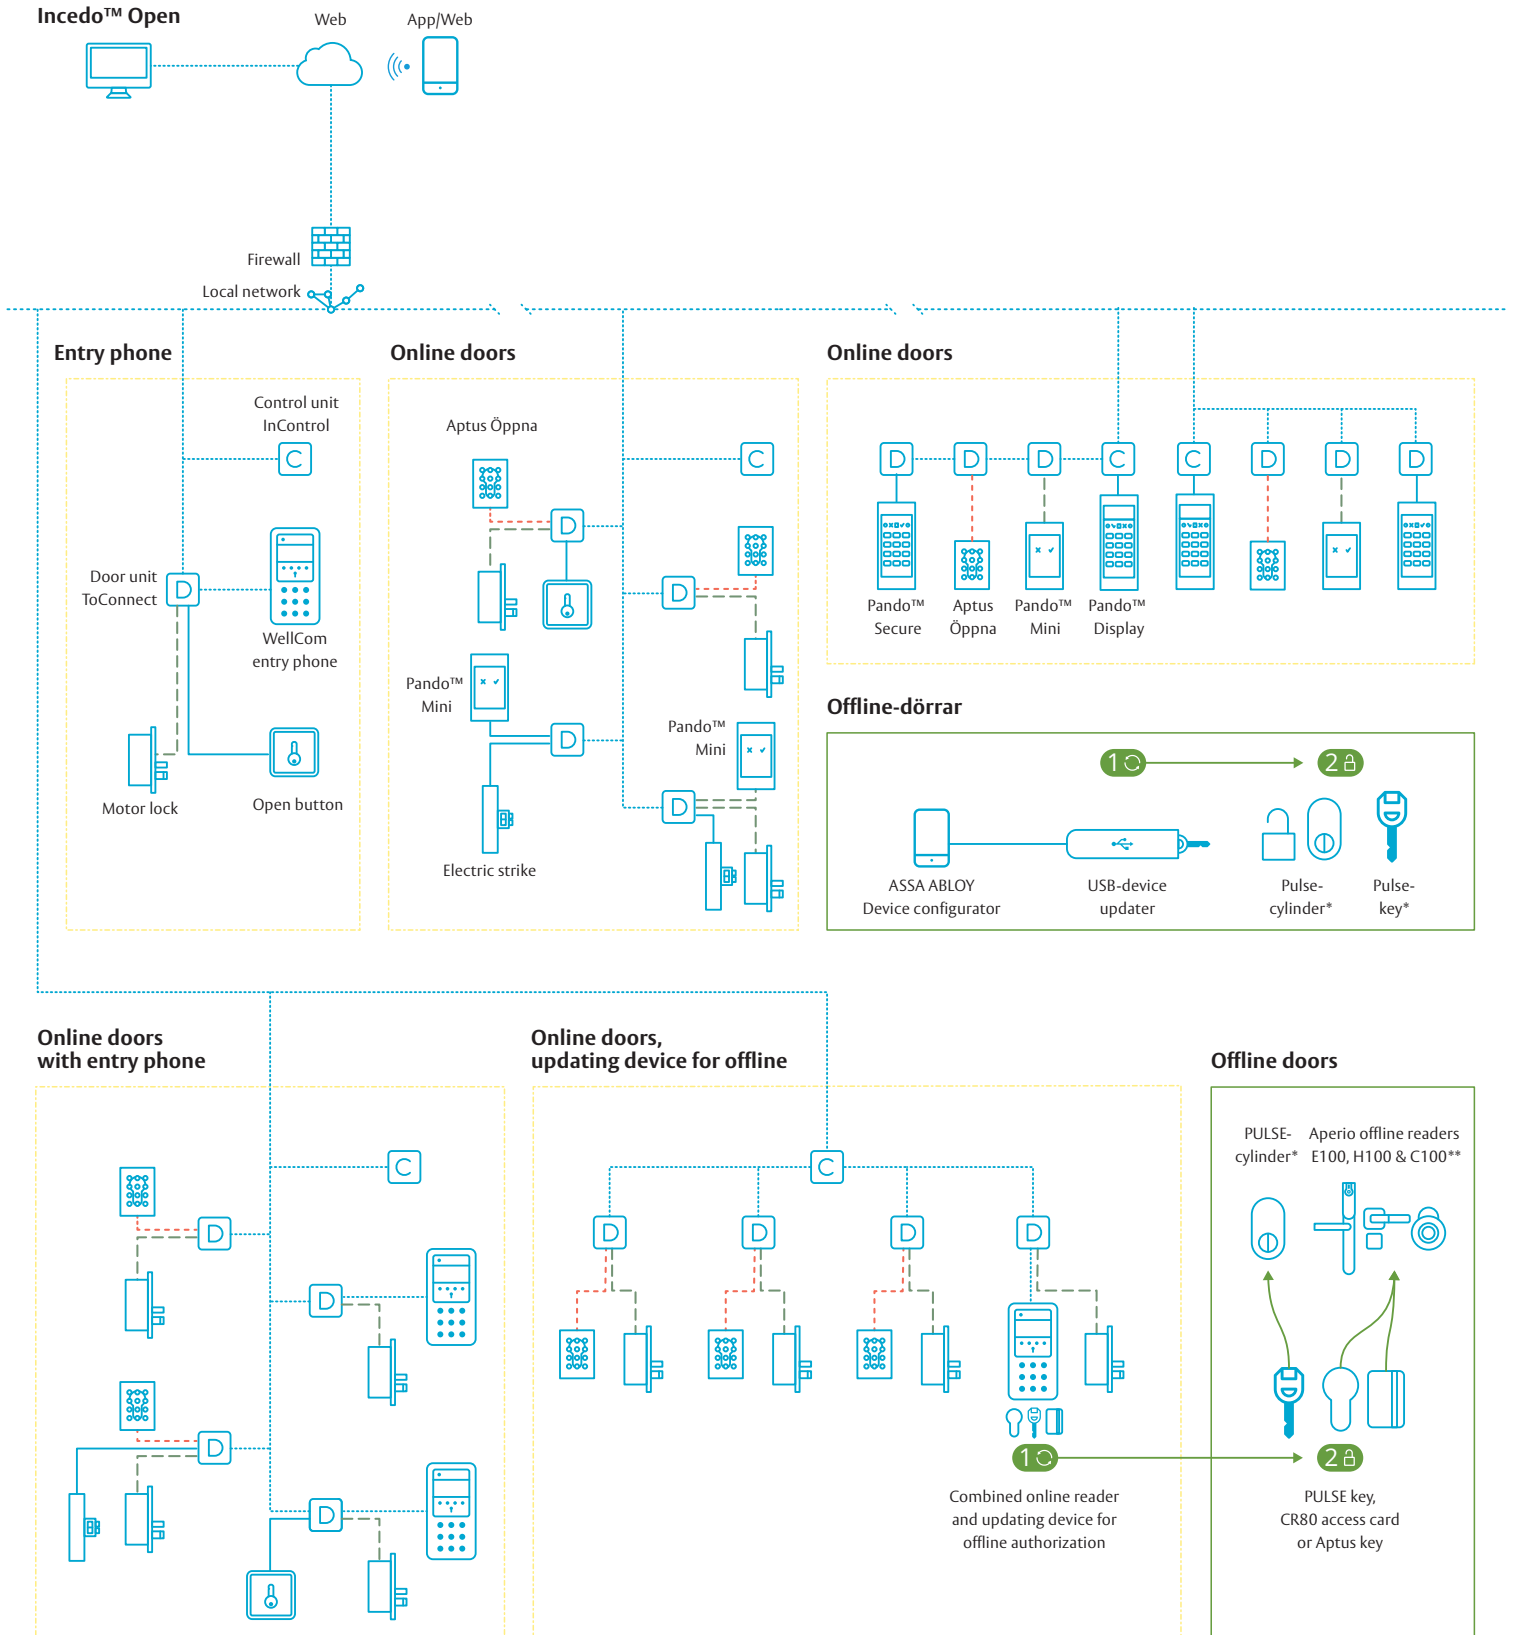 Incedo™ Open
Web
App/Web
Firewall
Local network
Entry phone
Control unit
InControl
C
Door unit
ToConnect
D
WellCom
entry phone
Motor lock
Open button
Online doors
Aptus Öppna
C
D
D
Pando™
Mini
D
Pando™
Mini
D
Electric strike
Online doors
D
D
D
C
C
D
D
D
Pando™
Secure
Aptus
Öppna
Pando™
Mini
Pando™
Display
Offline-dörrar
1
2
ASSA ABLOY
Device configurator
USB-device
updater
Pulse-
cylinder*
Pulse-
key*
Online doors
with entry phone
C
D
D
D
D
Online doors,
updating device for offline
C
D
D
D
D
1
Combined online reader
and updating device for
offline authorization
Offline doors
PULSE-
cylinder*
Aperio offline readers
E100, H100 & C100**
2
PULSE key,
CR80 access card
or Aptus key